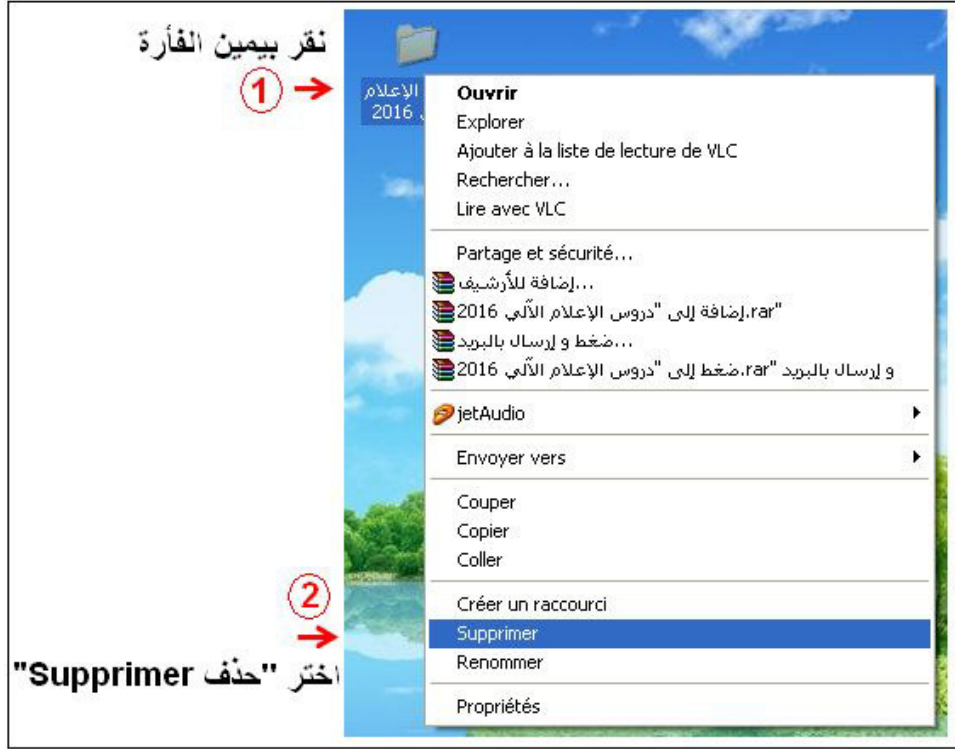 نقر بيمين الفأرة
1
الإعلام
2016
Ouvrir
Explorer
Ajouter à la liste de lecture de VLC
Rechercher...
Lire avec VLC
Partage et sécurité...
إضافة للأرشيف...
إضافة إلى "دروس الإعلام الآلي 2016.rar"
ضغط و إرسال بالبريد...
ضغط إلى "دروس الإعلام الآلي 2016.rar" و إرسال بالبريد
jetAudio
Envoyer vers
Couper
Copier
Coller
Créer un raccourci
Supprimer
Renommer
Propriétés
2
اختر "حذف Supprimer"